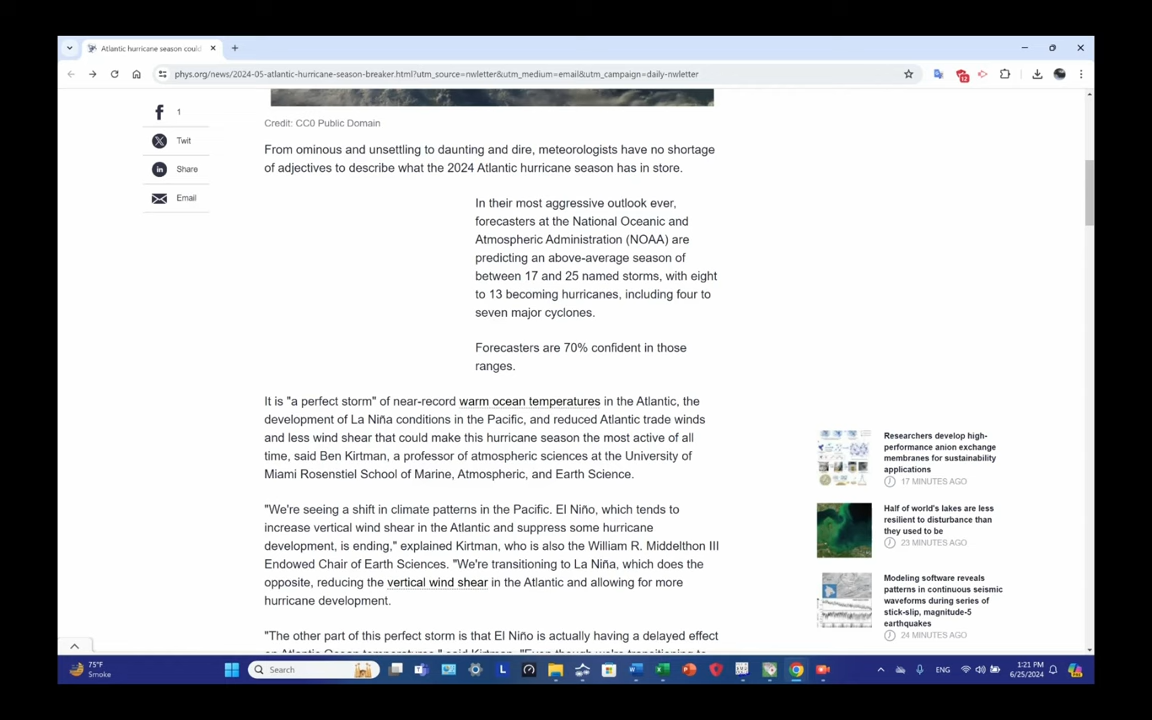 Atlantic hurricane season could
phys.org/news/2024-05-atlantic-hurricane-season-breaker.html?utm_source=nwletter&utm_medium=email&utm_campaign=daily-nwletter
12
1
Twit
Share
Email
Credit: CC0 Public Domain
From ominous and unsettling to daunting and dire, meteorologists have no shortage
of adjectives to describe what the 2024 Atlantic hurricane season has in store.
In their most aggressive outlook ever,
forecasters at the National Oceanic and
Atmospheric Administration (NOAA) are
predicting an above-average season of
between 17 and 25 named storms, with eight
to 13 becoming hurricanes, including four to
seven major cyclones.
Forecasters are 70% confident in those
ranges.
It is "a perfect storm" of near-record warm ocean temperatures in the Atlantic, the
development of La Niña conditions in the Pacific, and reduced Atlantic trade winds
and less wind shear that could make this hurricane season the most active of all
time, said Ben Kirtman, a professor of atmospheric sciences at the University of
Miami Rosenstiel School of Marine, Atmospheric, and Earth Science.
"We're seeing a shift in climate patterns in the Pacific. El Niño, which tends to
increase vertical wind shear in the Atlantic and suppress some hurricane
development, is ending," explained Kirtman, who is also the William R. Middelthon III
Endowed Chair of Earth Sciences. "We're transitioning to La Niña, which does the
opposite, reducing the vertical wind shear in the Atlantic and allowing for more
hurricane development.
"The other part of this perfect storm is that El Niño is actually having a delayed effect
on Atlantic Ocean temperatures," said Kirtman. "Even though we're transitioning to
Researchers develop high-
performance anion exchange
membranes for sustainability
applications
17 MINUTES AGO
Half of world's lakes are less
resilient to disturbance than
they used to be
23 MINUTES AGO
Modeling software reveals
patterns in continuous seismic
waveforms during series of
stick-slip, magnitude-5
earthquakes
24 MINUTES AGO
75°F
Smoke
Search
ENG
1:21 PM
6/25/2024